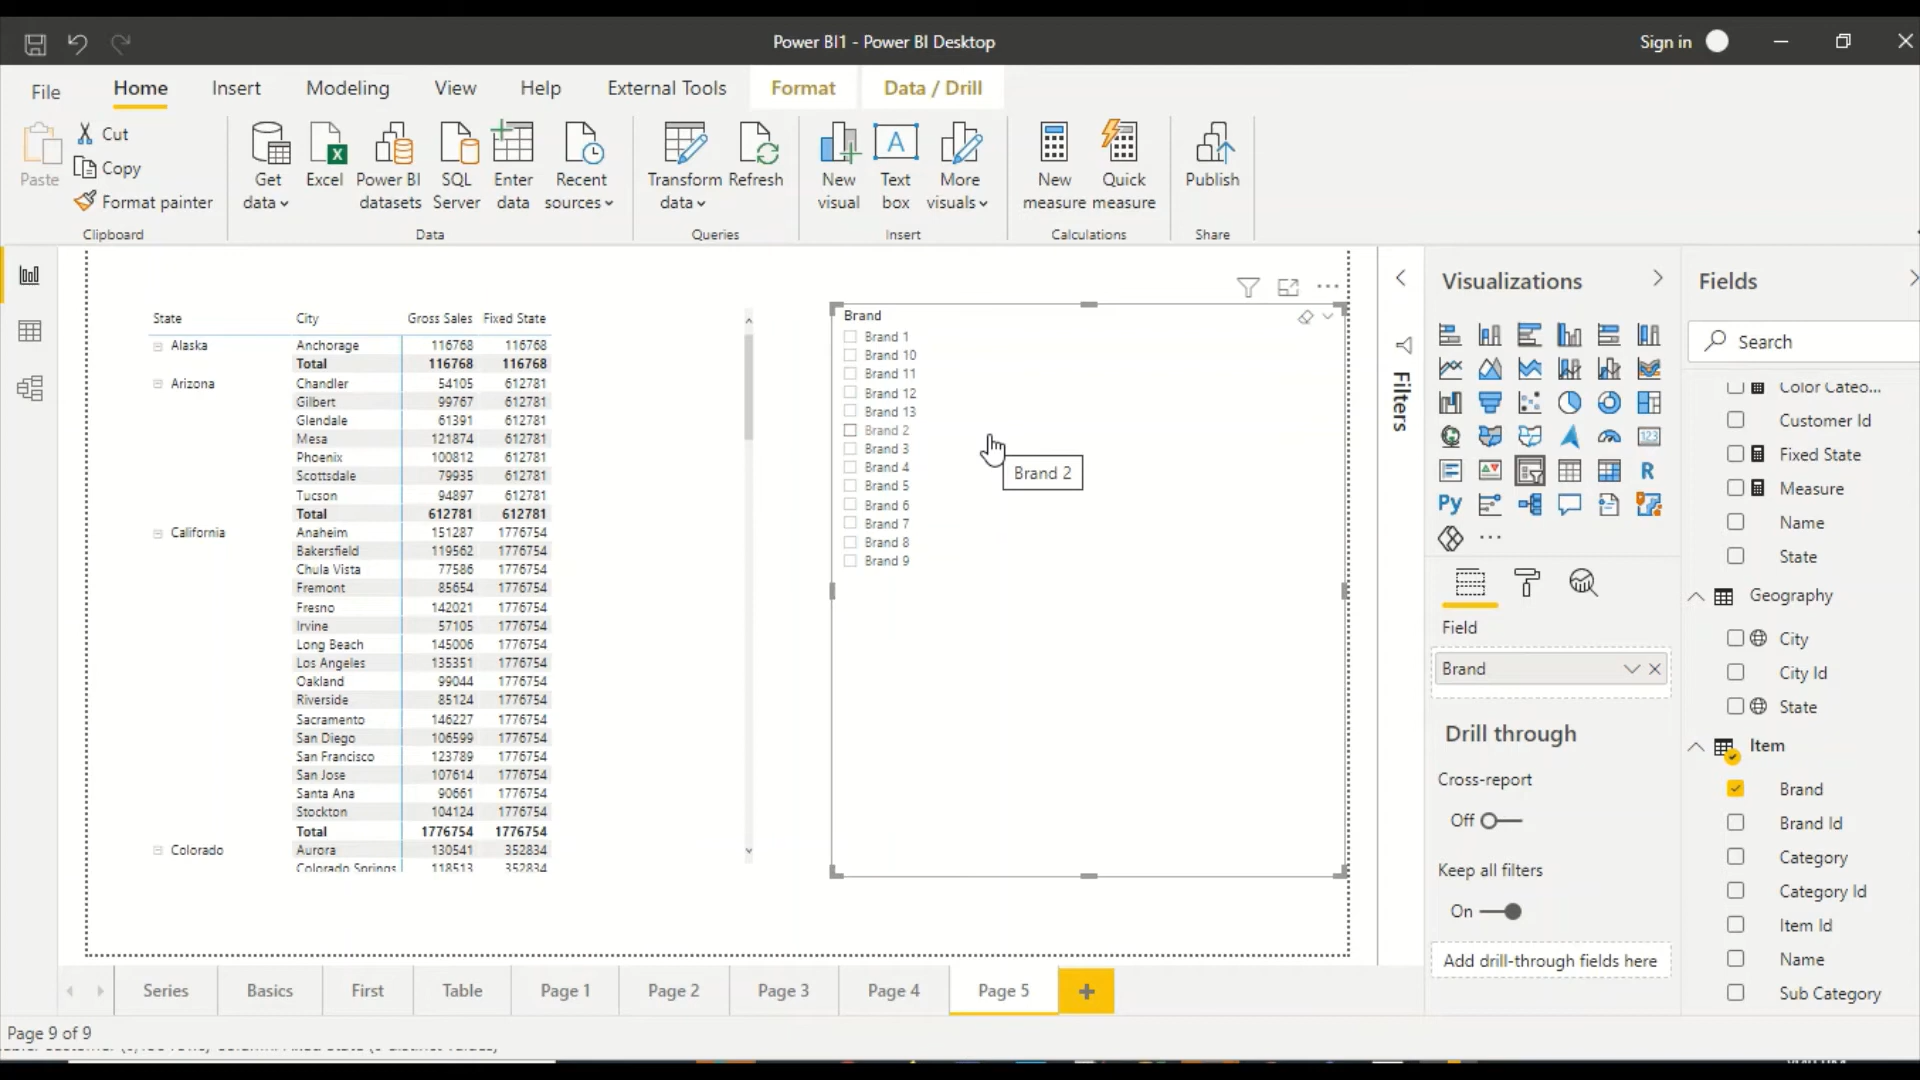 Power BI1 - Power BI Desktop
Sign in
File
Home
Insert
Modeling
View
Help
External Tools
Format
Data / Drill
Paste
Cut
Copy
Format painter
Clipboard
Get data
Excel
Power BI datasets
SQL Server
Enter data
Recent sources
Data
Transform data
Refresh
Queries
New visual
Text box
More visuals
Insert
New measure
Quick measure
Calculations
Publish
Share
State City Gross Sales Fixed State
Alaska Anchorage 116768 116768
Total 116768 116768
Arizona Chandler 54105 612781
Gilbert 99767 612781
Glendale 61391 612781
Mesa 121874 612781
Phoenix 100812 612781
Scottsdale 79935 612781
Tucson 94897 612781
Total 612781 612781
California Anaheim 151287 1776754
Bakersfield 119562 1776754
Chula Vista 77586 1776754
Fremont 85654 1776754
Fresno 142021 1776754
Irvine 57105 1776754
Long Beach 145006 1776754
Los Angeles 135351 1776754
Oakland 99044 1776754
Riverside 85124 1776754
Sacramento 146227 1776754
San Diego 106599 1776754
San Francisco 123789 1776754
San Jose 107614 1776754
Santa Ana 90661 1776754
Stockton 104124 1776754
Total 1776754 1776754
Colorado Aurora 130541 352834
Colorado Springs 118513 352834
Brand
Brand 1
Brand 10
Brand 11
Brand 12
Brand 13
Brand 2
Brand 3
Brand 4
Brand 5
Brand 6
Brand 7
Brand 8
Brand 9
Brand 2
Filters
Visualizations
R
Py
123
Field
Brand
Drill through
Cross-report
Off
Keep all filters
On
Add drill-through fields here
Fields
Search
Color Cateo...
Customer Id
Fixed State
Measure
Name
State
Geography
City
City Id
State
Item
Brand
Brand Id
Category
Category Id
Item Id
Name
Sub Category
Series
Basics
First
Table
Page 1
Page 2
Page 3
Page 4
Page 5
Page 9 of 9